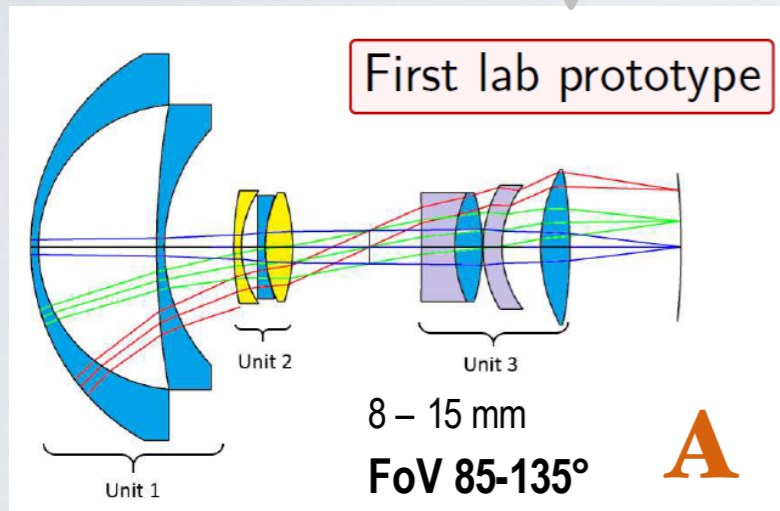 First lab prototype
Unit 2
Unit 3
Unit 1
8 – 15 mm
FoV 85-135°
A